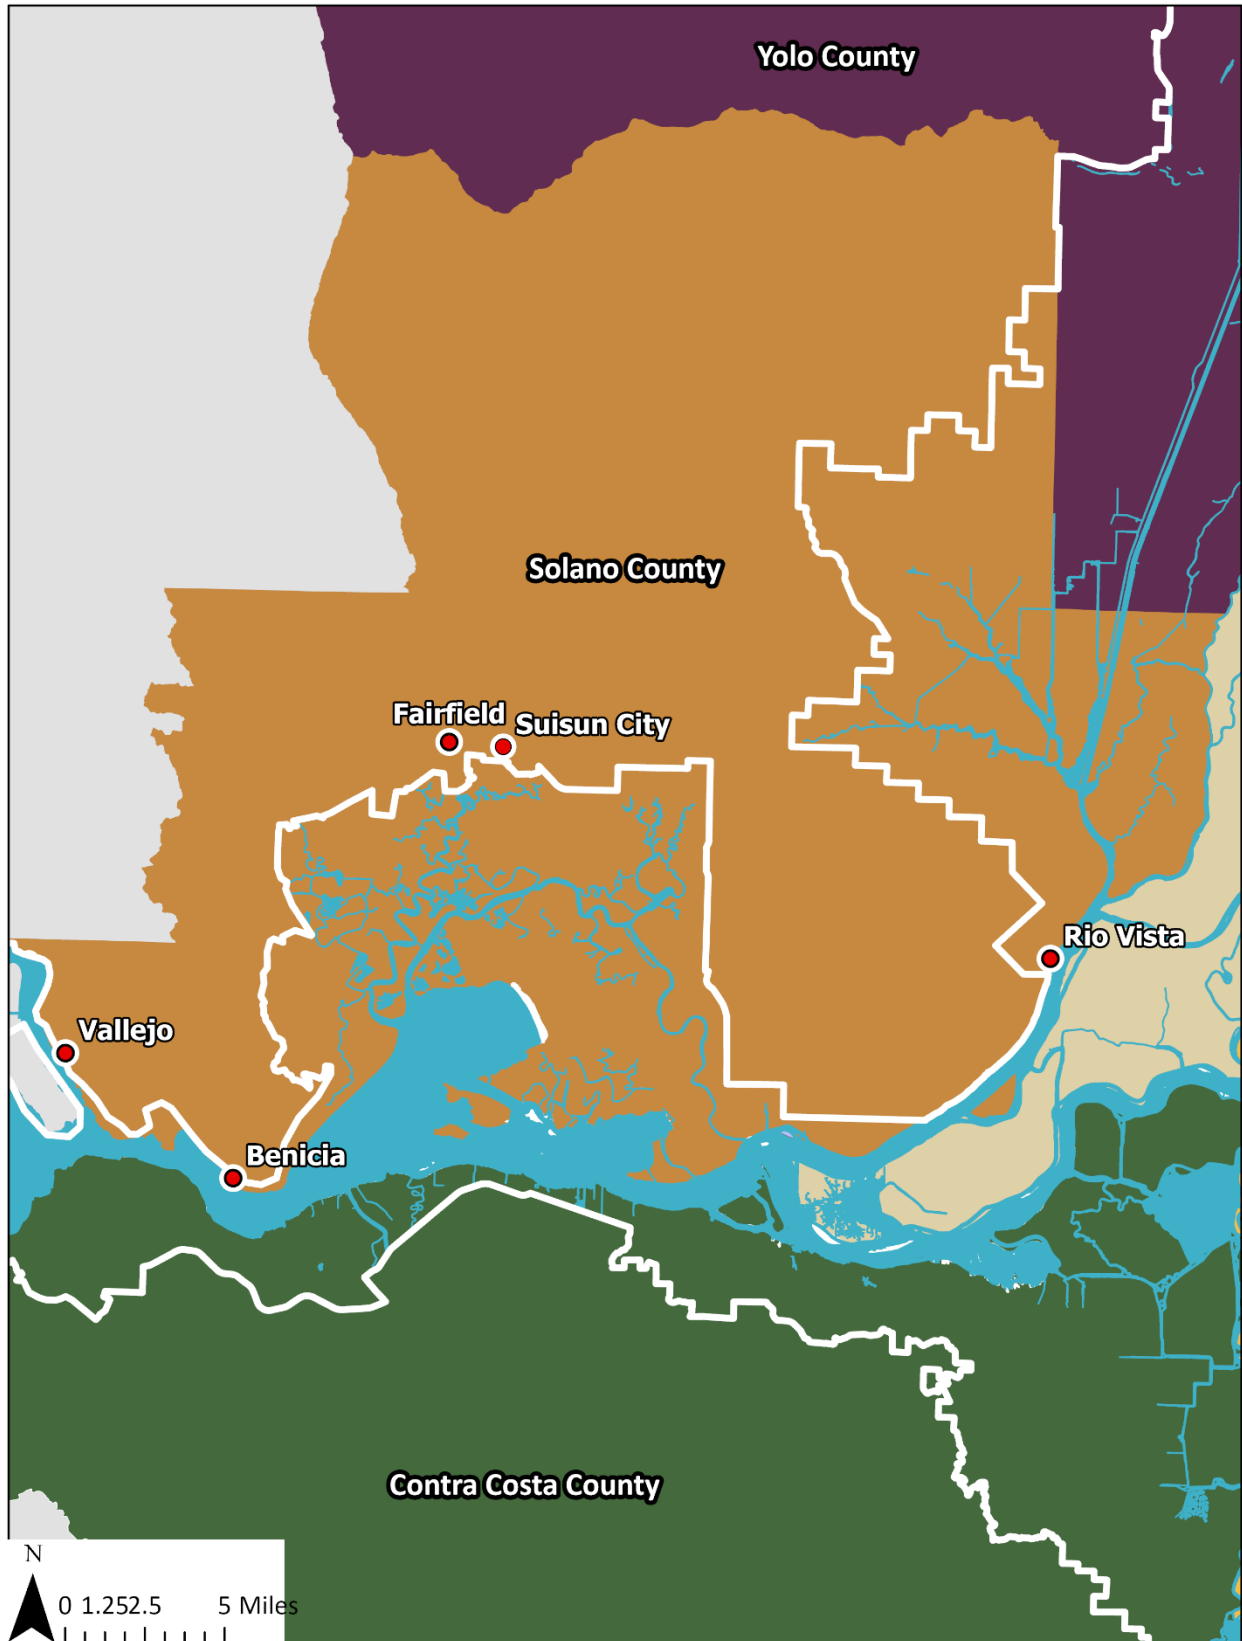 Yolo County
Solano County
Fairfield
Suisun City
Rio Vista
Vallejo
Benicia
Contra Costa County
N
0 1.252.5 5 Miles